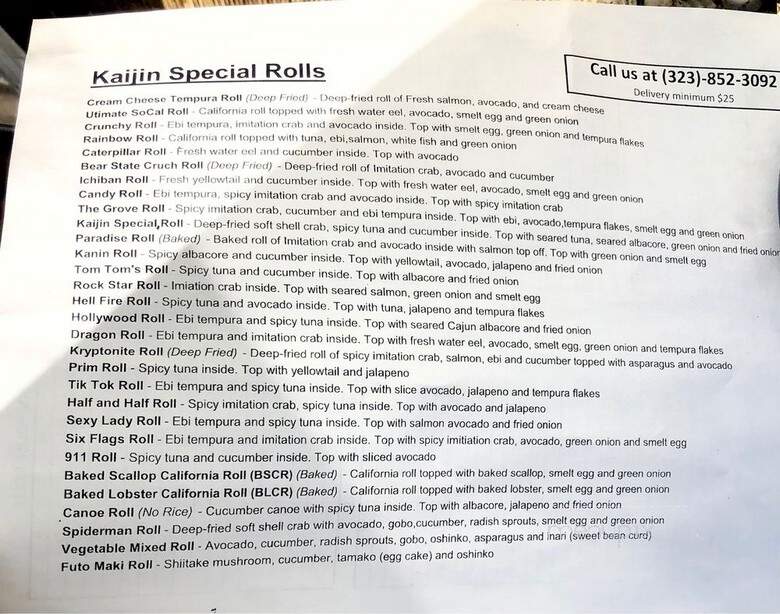 Kaijin Special Rolls
Call us at (323)-852-3092
Delivery minimum $25
Cream Cheese Tempura Roll (Deep Fried) - Deep-fried roll of Fresh salmon, avocado, and cream cheese
Utimate SoCal Roll - California roll topped with fresh water eel, avocado, smelt egg and green onion
Crunchy Roll - Ebi tempura, imitation crab and avocado inside. Top with smelt egg, green onion and tempura flakes
Rainbow Roll - California roll topped with tuna, ebi,salmon, white fish and green onion
Caterpillar Roll - Fresh water eel and cucumber inside. Top with avocado
Bear State Cruch Roll (Deep Fried) - Deep-fried roll of Imitation crab, avocado and cucumber
Ichiban Roll - Fresh yellowtail and cucumber inside. Top with fresh water eel, avocado, smelt egg and green onion
Candy Roll - Ebi tempura, spicy imitation crab and avocado inside. Top with spicy imitation crab
The Grove Roll - Spicy imitation crab, cucumber and ebi tempura inside. Top with ebi, avocado,tempura flakes, smelt egg and green onion
Kaijin Special Roll - Deep-fried soft shell crab, spicy tuna and cucumber inside. Top with seared tuna, seared albacore, green onion and fried onion
Paradise Roll (Baked) - Baked roll of Imitation crab and avocado inside with salmon top off. Top with green onion and smelt egg
Kanin Roll - Spicy albacore and cucumber inside. Top with yellowtail, avocado, jalapeno and fried onion
Tom Tom's Roll - Spicy tuna and cucumber inside. Top with albacore and fried onion
Rock Star Roll - Imiation crab inside. Top with seared salmon, green onion and smelt egg
Hell Fire Roll - Spicy tuna and avocado inside. Top with tuna, jalapeno and tempura flakes
Hollywood Roll - Ebi tempura and spicy tuna inside. Top with seared Cajun albacore and fried onion
Dragon Roll - Ebi tempura and imitation crab inside. Top with fresh water eel, avocado, smelt egg, green onion and tempura flakes
Kryptonite Roll (Deep Fried) - Deep-fried roll of spicy imitation crab, salmon, ebi and cucumber topped with asparagus and avocado
Prim Roll - Spicy tuna inside. Top with yellowtail and jalapeno
Tik Tok Roll - Ebi tempura and spicy tuna inside. Top with slice avocado, jalapeno and tempura flakes
Half and Half Roll - Spicy imitation crab, spicy tuna inside. Top with avocado and jalapeno
Sexy Lady Roll - Ebi tempura and spicy tuna inside. Top with salmon avocado and fried onion
Six Flags Roll - Ebi tempura and imitation crab inside. Top with spicy imitiation crab, avocado, green onion and smelt egg
911 Roll - Spicy tuna and cucumber inside. Top with sliced avocado
Baked Scallop California Roll (BSCR) (Baked) - California roll topped with baked scallop, smelt egg and green onion
Baked Lobster California Roll (BLCR) (Baked) - California roll topped with baked lobster, smelt egg and green onion
Canoe Roll (No Rice) - Cucumber canoe with spicy tuna inside. Top with albacore, jalapeno and fried onion
Spiderman Roll - Deep-fried soft shell crab with avocado, gobo,cucumber, radish sprouts, smelt egg and green onion
Vegetable Mixed Roll - Avocado, cucumber, radish sprouts, gobo, oshinko, asparagus and inari (sweet bean curd)
Futo Maki Roll - Shiitake mushroom, cucumber, tamako (egg cake) and oshinko